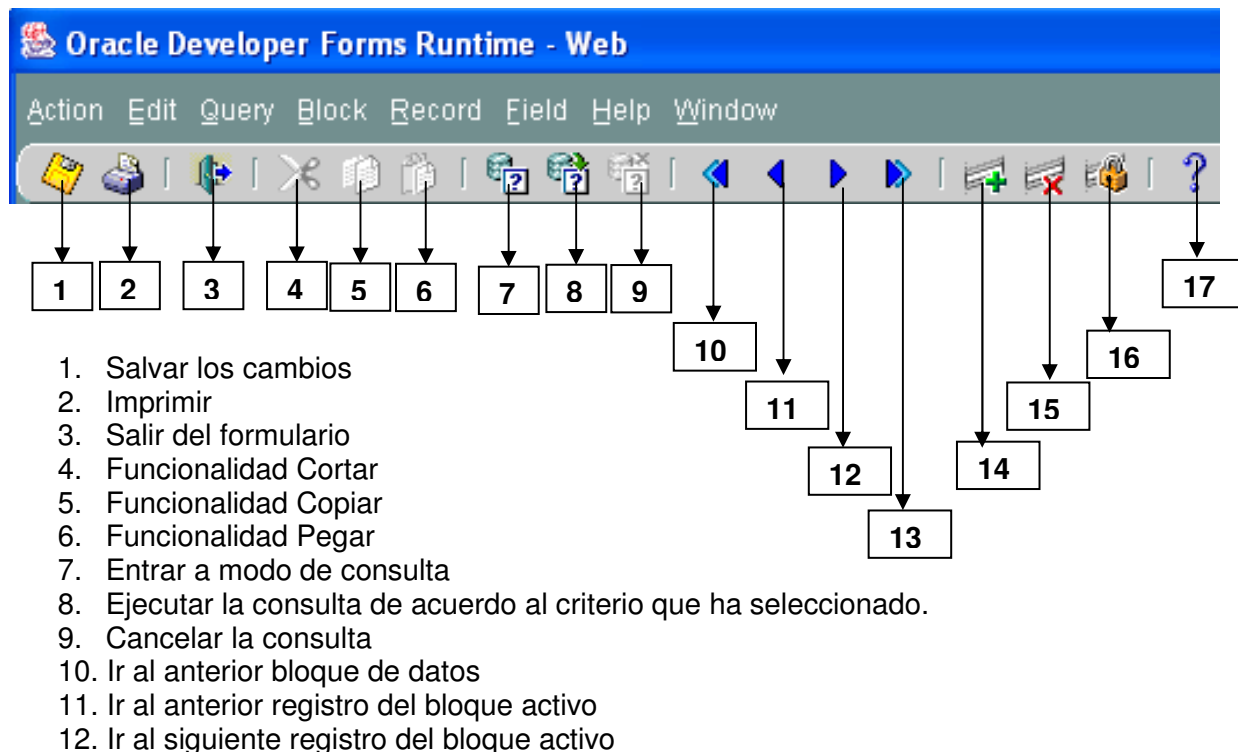 Oracle Developer Forms Runtime - Web
Action Edit Query Block Record Field Help Window
1 2 3 4 5 6 7 8 9 17
10 16
11 15
12 14
13
1. Salvar los cambios
2. Imprimir
3. Salir del formulario
4. Funcionalidad Cortar
5. Funcionalidad Copiar
6. Funcionalidad Pegar
7. Entrar a modo de consulta
8. Ejecutar la consulta de acuerdo al criterio que ha seleccionado.
9. Cancelar la consulta
10. Ir al anterior bloque de datos
11. Ir al anterior registro del bloque activo
12. Ir al siguiente registro del bloque activo